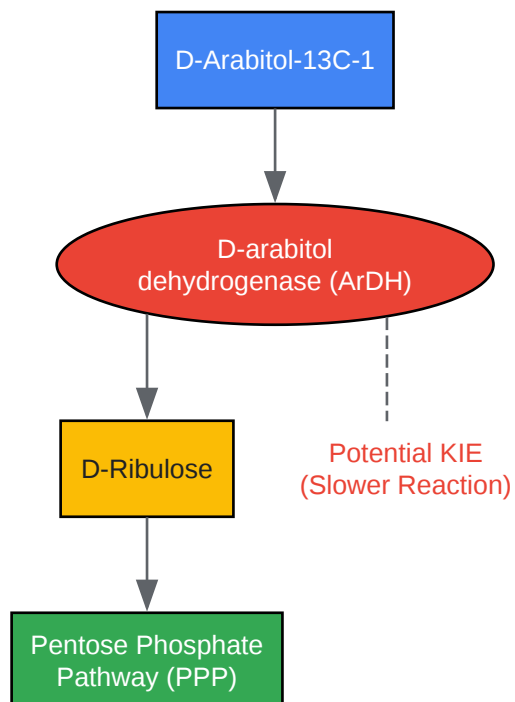 D-Arabitol-13C-1
D-arabitol
dehydrogenase (ArDH)
D-Ribulose
Potential KIE
(Slower Reaction)
Pentose Phosphate
Pathway (PPP)